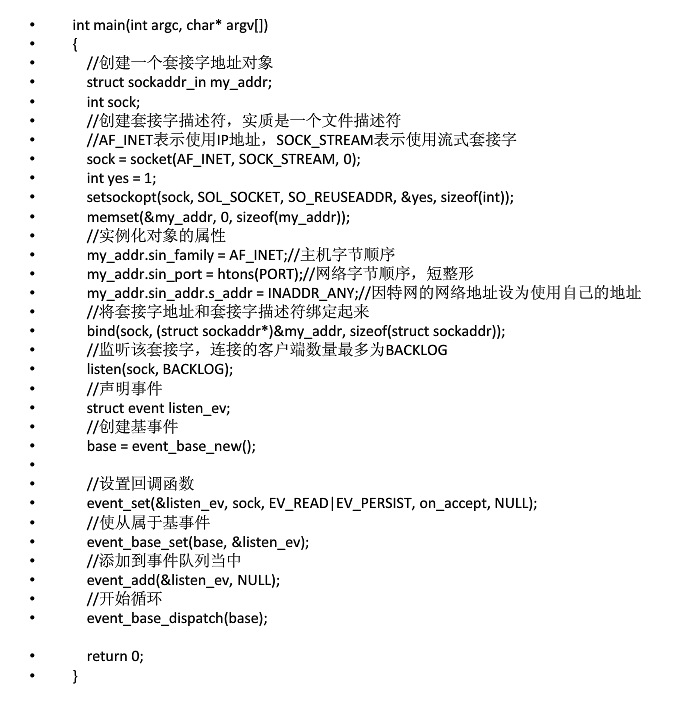 • int main(int argc, char* argv[])
• {
• //创建一个套接字地址对象
• struct sockaddr_in my_addr;
• int sock;
• //创建套接字描述符，实质是一个文件描述符
• //AF_INET表示使用IP地址，SOCK_STREAM表示使用流式套接字
• sock = socket(AF_INET, SOCK_STREAM, 0);
• int yes = 1;
• setsockopt(sock, SOL_SOCKET, SO_REUSEADDR, &yes, sizeof(int));
• memset(&my_addr, 0, sizeof(my_addr));
• //实例化对象的属性
• my_addr.sin_family = AF_INET;//主机字节顺序
• my_addr.sin_port = htons(PORT);//网络字节顺序，短整形
• my_addr.sin_addr.s_addr = INADDR_ANY;//因特网的网络地址设为使用自己的地址
• //将套接字地址和套接字描述符绑定起来
• bind(sock, (struct sockaddr*)&my_addr, sizeof(struct sockaddr));
• //监听该套接字，连接的客户端数量最多为BACKLOG
• listen(sock, BACKLOG);
• //声明事件
• struct event listen_ev;
• //创建基事件
• base = event_base_new();
•
• //设置回调函数
• event_set(&listen_ev, sock, EV_READ|EV_PERSIST, on_accept, NULL);
• //使从属于基事件
• event_base_set(base, &listen_ev);
• //添加到事件队列当中
• event_add(&listen_ev, NULL);
• //开始循环
• event_base_dispatch(base);
• return 0;
• }